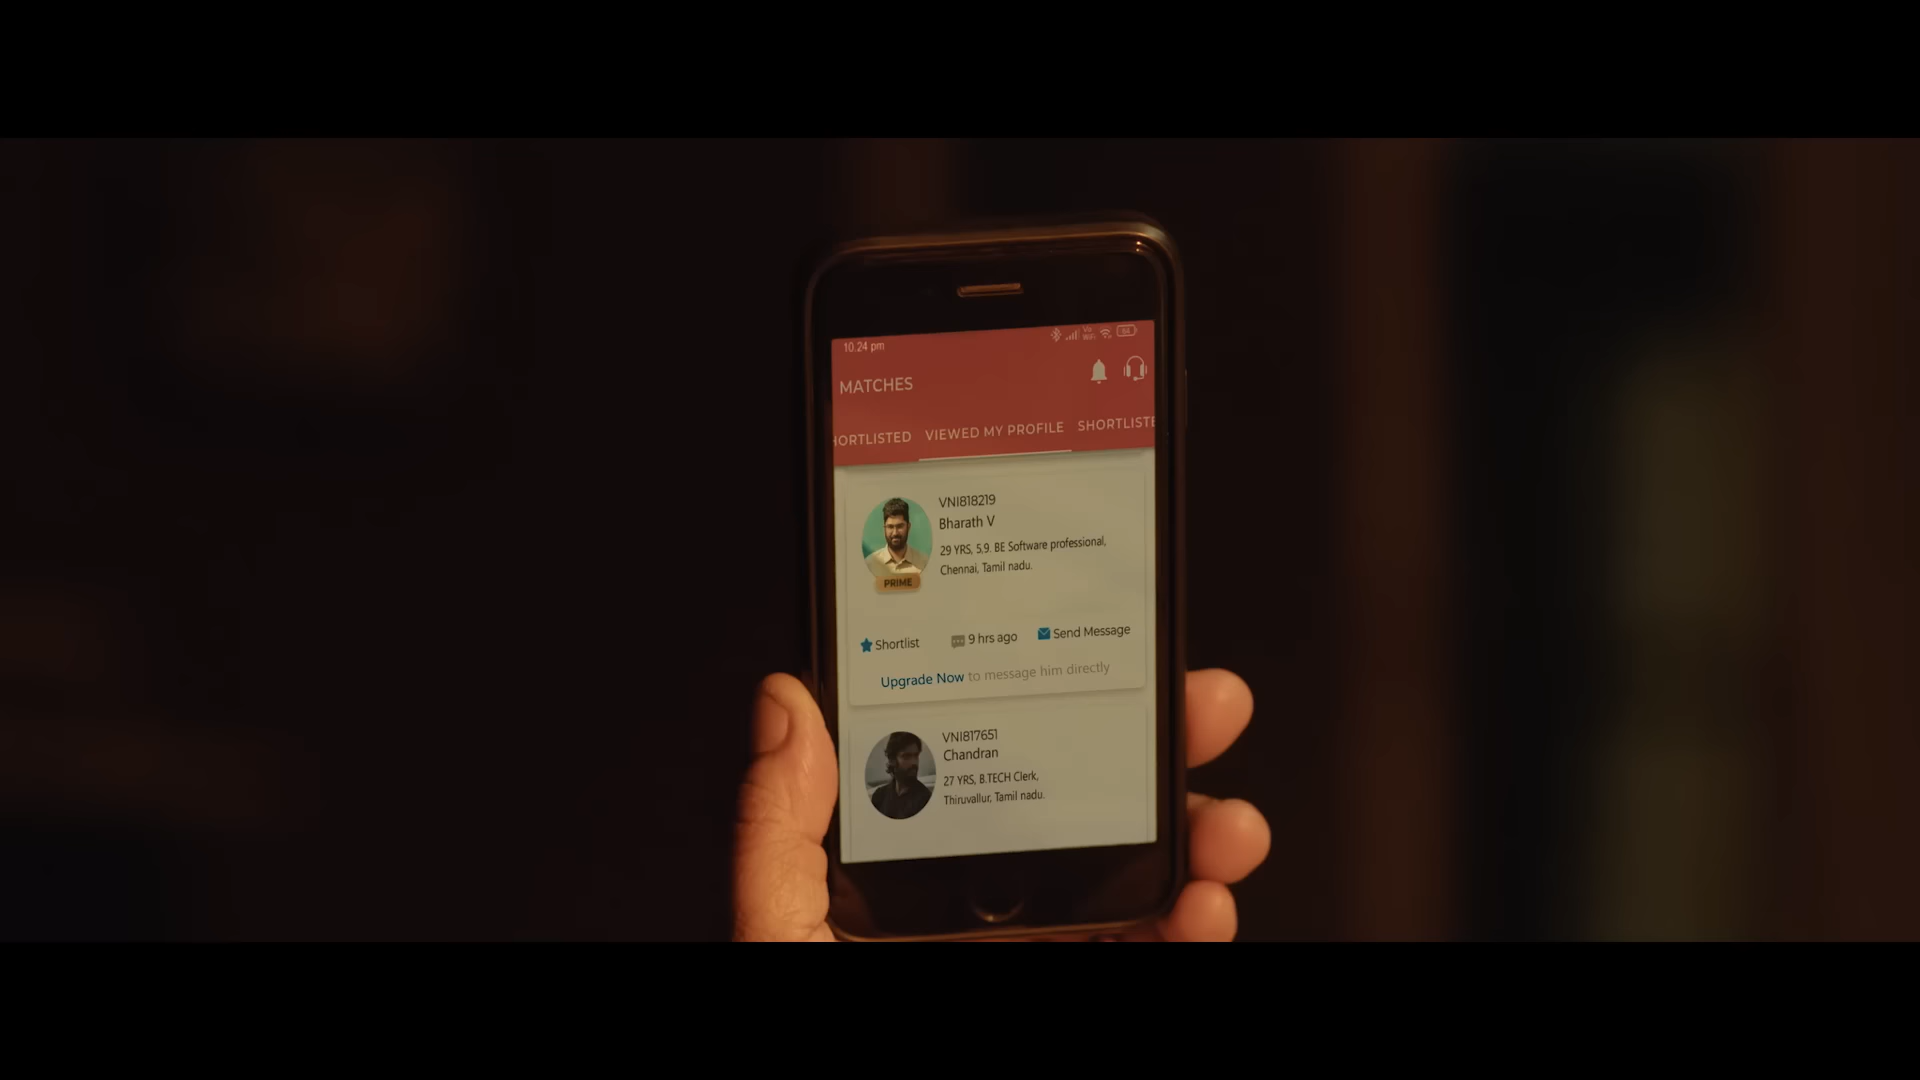 10.24 pm
MATCHES
HORTLISTED VIEWED MY PROFILE SHORTLISTE
VNI818219
Bharath V
29 YRS, 5,9. BE Software professional,
Chennai, Tamil nadu.
PRIME
Shortlist 9 hrs ago Send Message
Upgrade Now to message him directly
VNI817651
Chandran
27 YRS, B.TECH Clerk,
Thiruvallur, Tamil nadu.